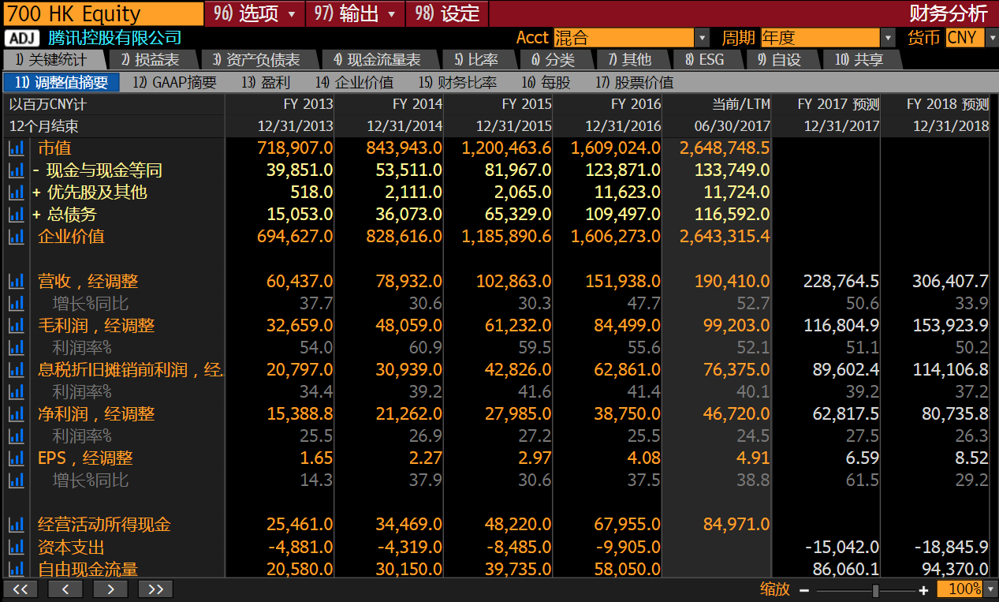 700 HK Equity 96) 选项 97) 输出 98) 设定 财务分析
ADJ 腾讯控股有限公司 Acct 混合 周期 年度 货币 CNY
1) 关键统计 2) 损益表 3) 资产负债表 4) 现金流量表 5) 比率 6) 分类 7) 其他 8) ESG 9) 自设 10) 共享
11) 调整值摘要 12) GAAP摘要 13) 盈利 14) 企业价值 15) 财务比率 16) 每股 17) 股票价值
以百万CNY计 FY 2013 FY 2014 FY 2015 FY 2016 当前/LTM FY 2017 预测 FY 2018 预测
12个月结束 12/31/2013 12/31/2014 12/31/2015 12/31/2016 06/30/2017 12/31/2017 12/31/2018
市值 718,907.0 843,943.0 1,200,463.6 1,609,024.0 2,648,748.5
- 现金与现金等同 39,851.0 53,511.0 81,967.0 123,871.0 133,749.0
+ 优先股及其他 518.0 2,111.0 2,065.0 11,623.0 11,724.0
+ 总债务 15,053.0 36,073.0 65,329.0 109,497.0 116,592.0
企业价值 694,627.0 828,616.0 1,185,890.6 1,606,273.0 2,643,315.4
营收，经调整 60,437.0 78,932.0 102,863.0 151,938.0 190,410.0 228,764.5 306,407.7
增长%同比 37.7 30.6 30.3 47.7 52.7 50.6 33.9
毛利润，经调整 32,659.0 48,059.0 61,232.0 84,499.0 99,203.0 116,804.9 153,923.9
利润率% 54.0 60.9 59.5 55.6 52.1 51.1 50.2
息税折旧摊销前利润，经.. 20,797.0 30,939.0 42,826.0 62,861.0 76,375.0 89,602.4 114,106.8
利润率% 34.4 39.2 41.6 41.4 40.1 39.2 37.2
净利润，经调整 15,388.8 21,262.0 27,985.0 38,750.0 46,720.0 62,817.5 80,735.8
利润率% 25.5 26.9 27.2 25.5 24.5 27.5 26.3
EPS，经调整 1.65 2.27 2.97 4.08 4.91 6.59 8.52
增长%同比 14.3 37.9 30.6 37.5 38.8 61.5 29.2
经营活动所得现金 25,461.0 34,469.0 48,220.0 67,955.0 84,971.0
资本支出 -4,881.0 -4,319.0 -8,485.0 -9,905.0 -15,042.0 -18,845.9
自由现金流量 20,580.0 30,150.0 39,735.0 58,050.0 86,060.1 94,370.0
<< < > >> 缩放 - + 100%